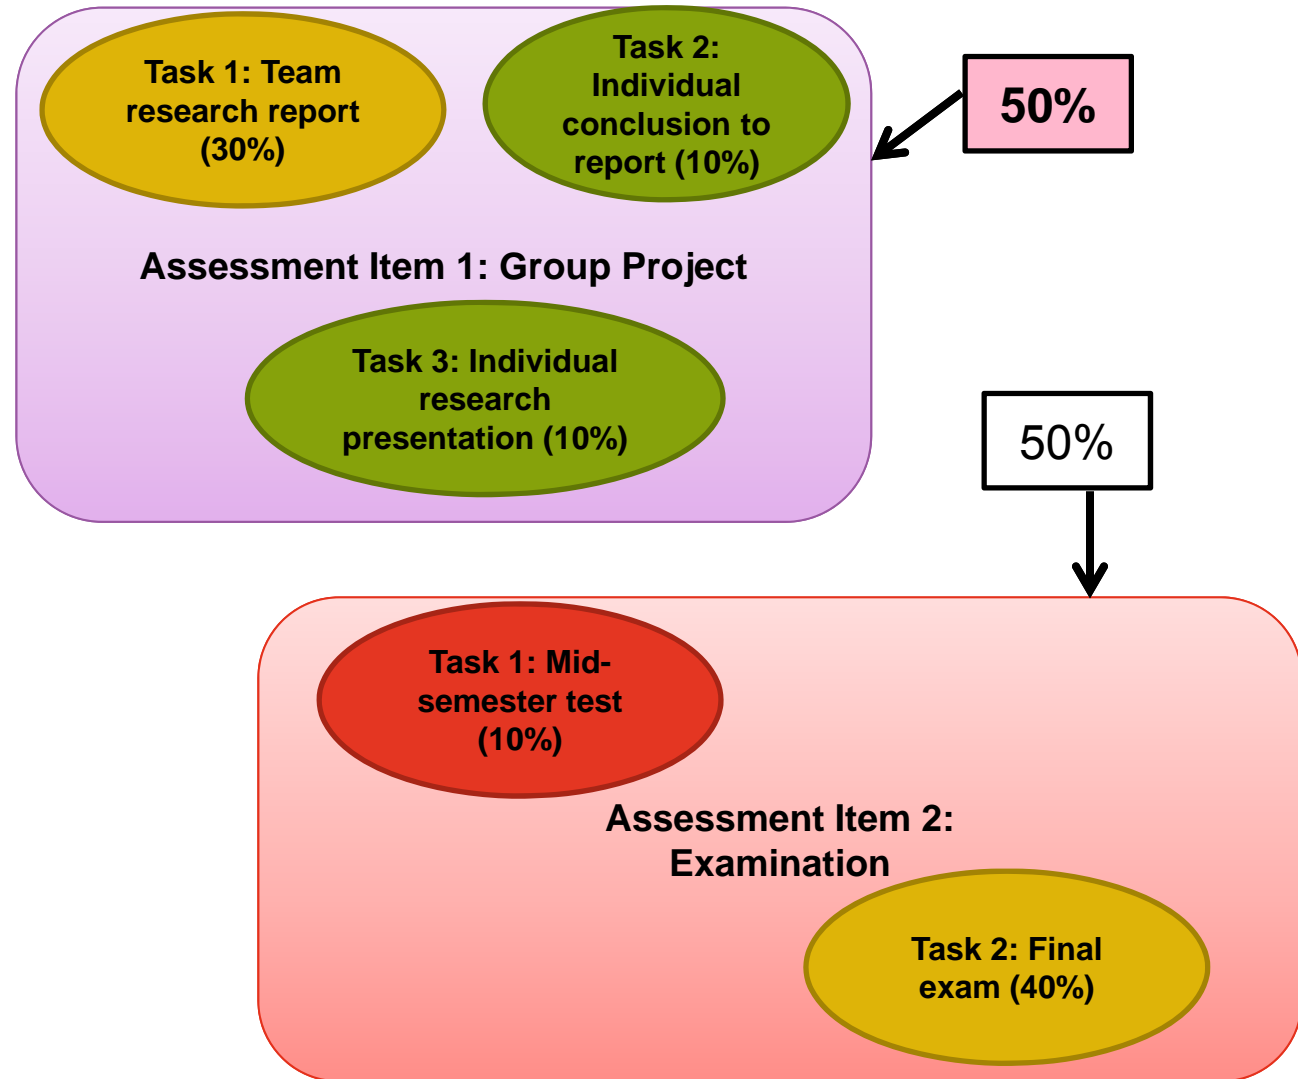 Task 1: Team
research report
(30%)
Task 2:
Individual
conclusion to
report (10%)
50%
Assessment Item 1: Group Project
Task 3: Individual
research
presentation (10%)
50%
Task 1: Mid-
semester test
(10%)
Assessment Item 2:
Examination
Task 2: Final
exam (40%)